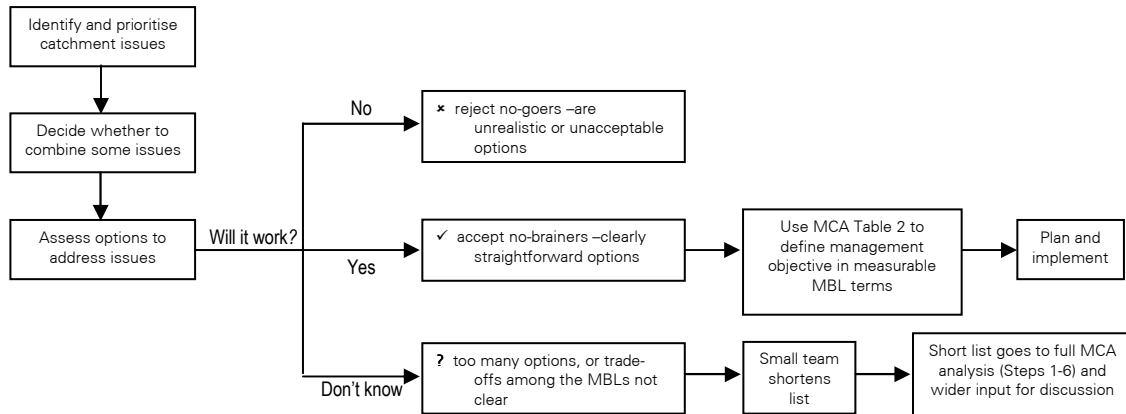 Identify and prioritise
catchment issues
Decide whether to
combine some issues
Assess options to
address issues
Will it work?
No
✗ reject no-goers –are
unrealistic or unacceptable
options
Yes
✓ accept no-brainers –clearly
straightforward options
Use MCA Table 2 to
define management
objective in measurable
MBL terms
Plan and
implement
Don't know
? too many options, or trade-
offs among the MBLs not
clear
Small team
shortens
list
Short list goes to full MCA
analysis (Steps 1-6) and
wider input for discussion